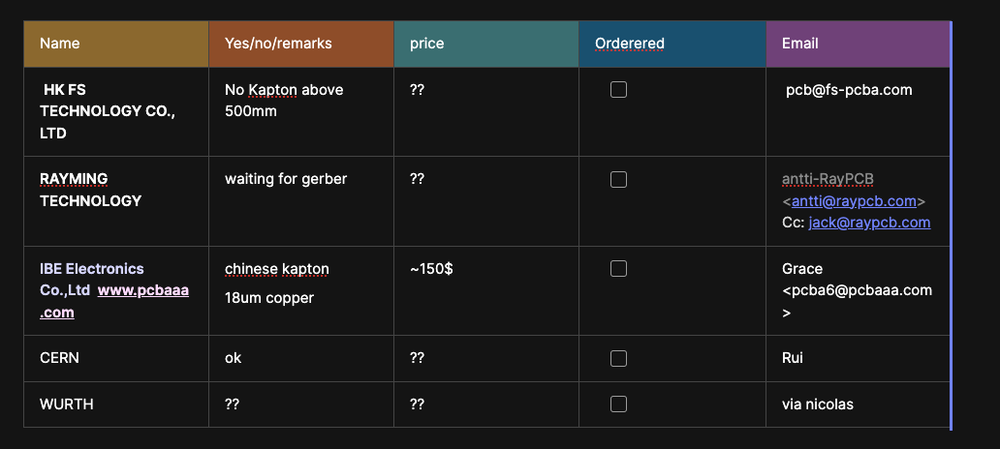 Name Yes/no/remarks price Orderered Email
HK FS No Kapton above ?? pcb@fs-pcba.com
TECHNOLOGY CO., 500mm
LTD
RAYMING waiting for gerber ?? antti-RayPCB
TECHNOLOGY <antti@raypcb.com>
Cc: jack@raypcb.com
IBE Electronics chinese kapton ~150$ Grace
Co.,Ltd www.pcbaaa 18um copper <pcba6@pcbaaa.com
.com >
CERN ok ?? Rui
WURTH ?? ?? via nicolas